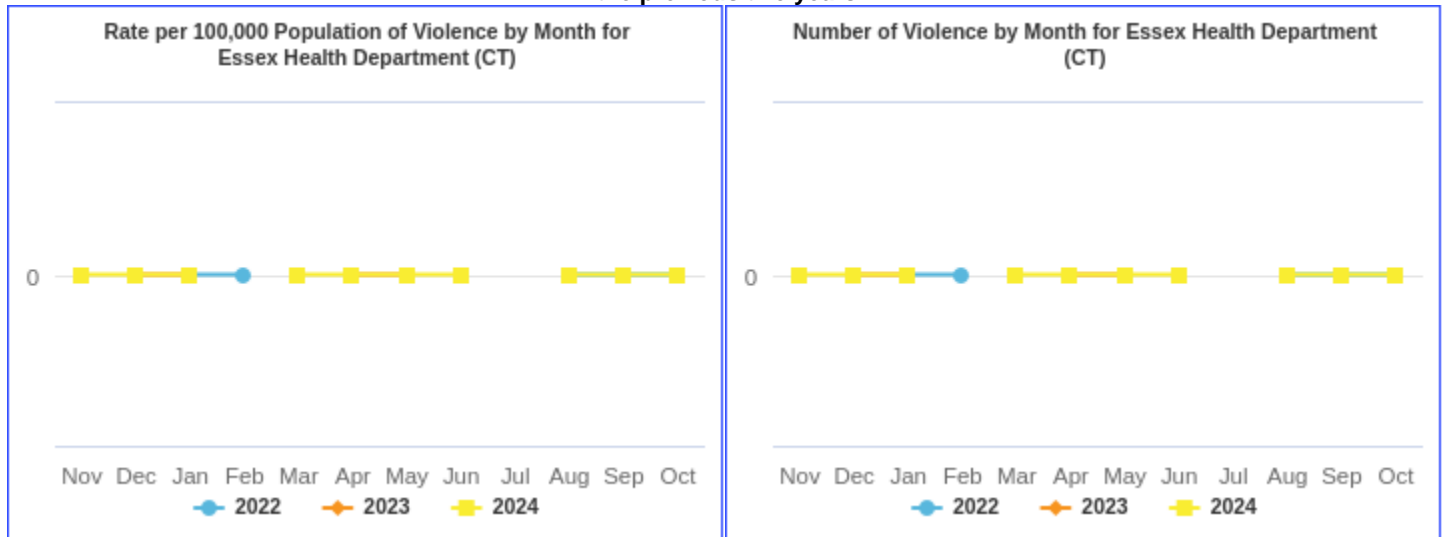 Rate per 100,000 Population of Violence by Month for
Essex Health Department (CT)
0
Nov Dec Jan Feb Mar Apr May Jun Jul Aug Sep Oct
2022 2023 2024
Number of Violence by Month for Essex Health Department
(CT)
0
Nov Dec Jan Feb Mar Apr May Jun Jul Aug Sep Oct
2022 2023 2024